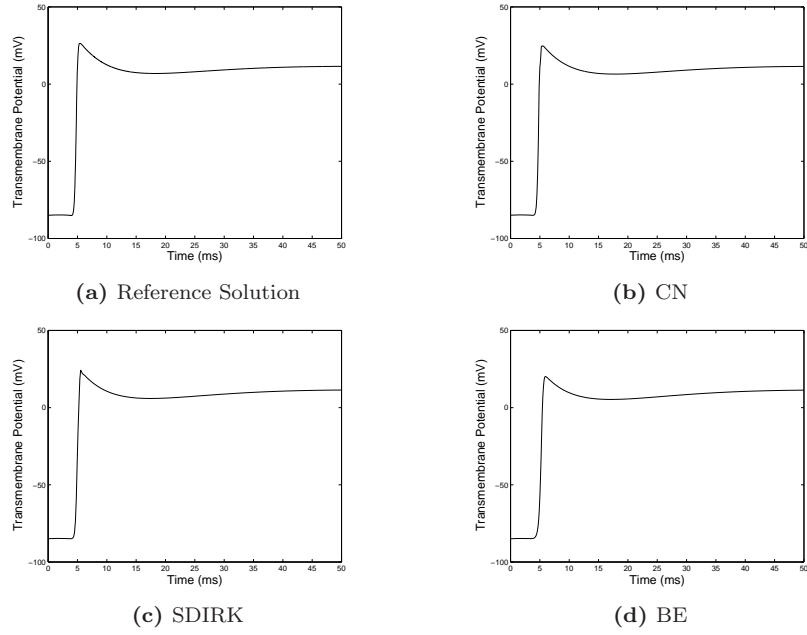 50
0
−50
−100
Transmembrane Potential (mV)
0 5 10 15 20 25 30 35 40 45 50
Time (ms)
(a) Reference Solution
50
0
−50
−100
Transmembrane Potential (mV)
0 5 10 15 20 25 30 35 40 45 50
Time (ms)
(b) CN
50
0
−50
−100
Transmembrane Potential (mV)
0 5 10 15 20 25 30 35 40 45 50
Time (ms)
(c) SDIRK
50
0
−50
−100
Transmembrane Potential (mV)
0 5 10 15 20 25 30 35 40 45 50
Time (ms)
(d) BE